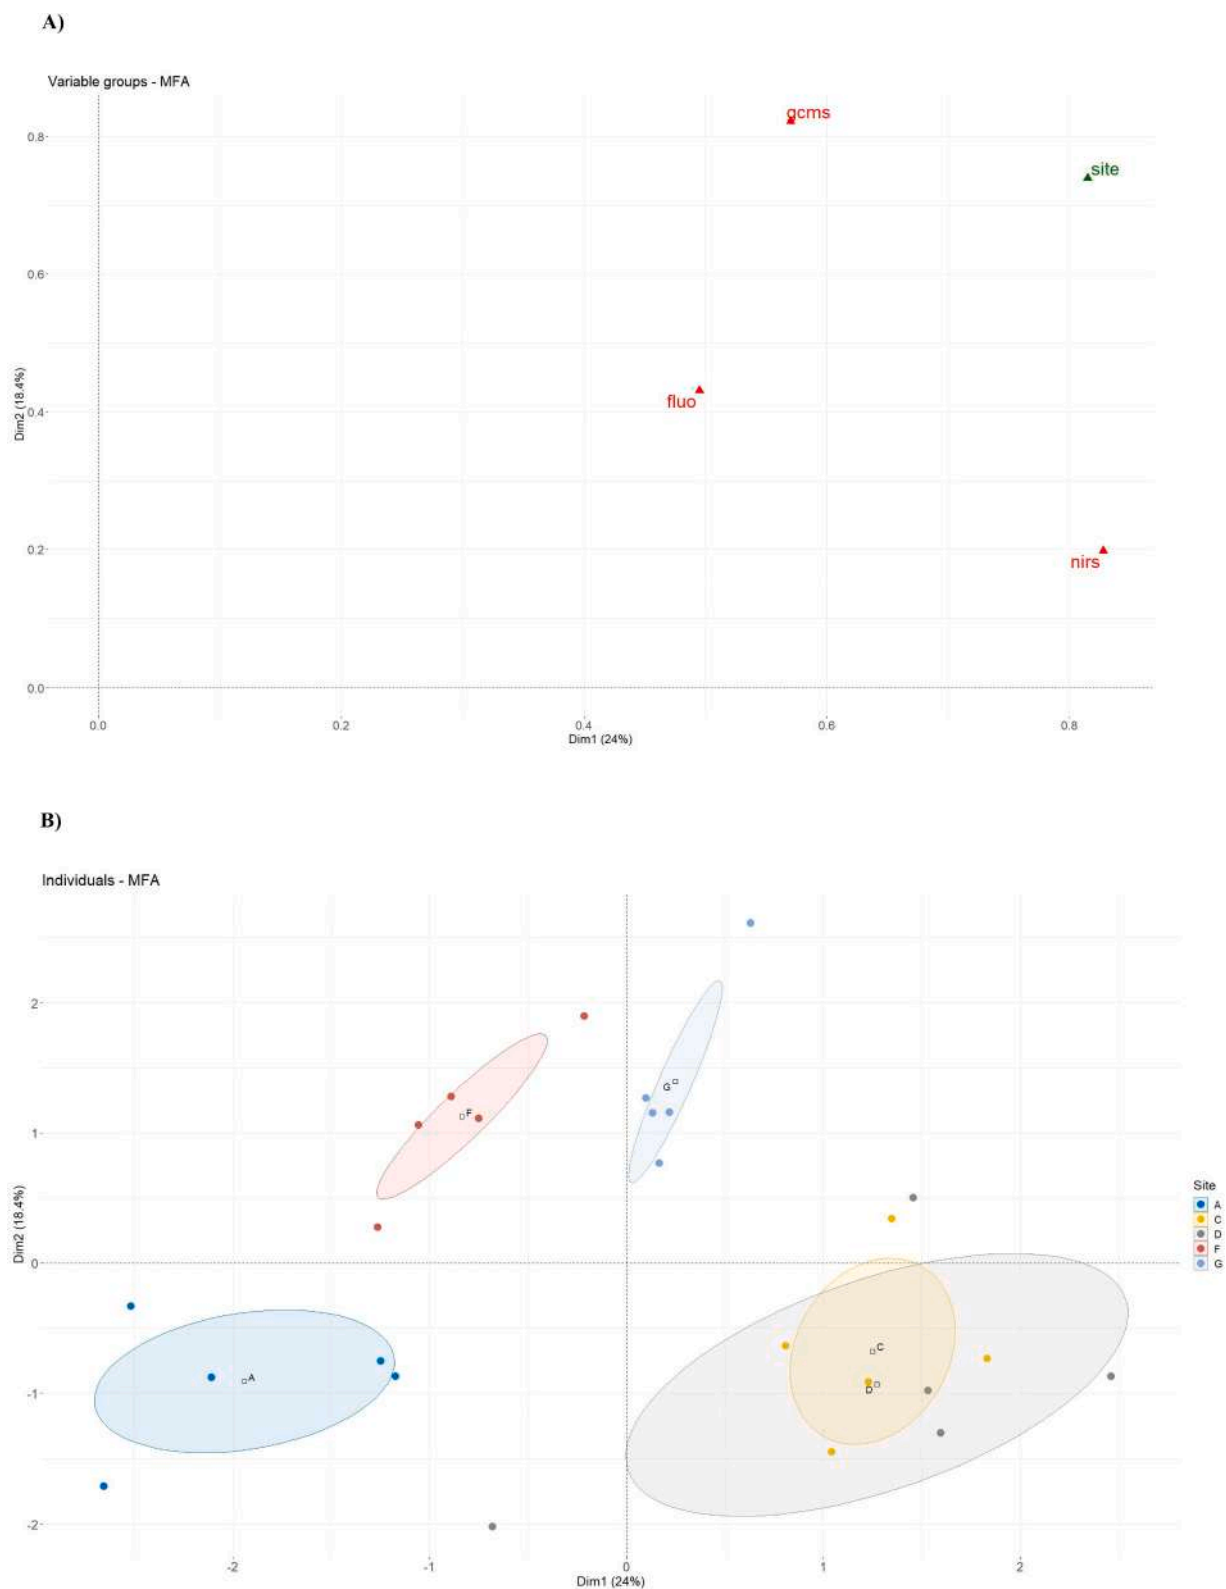 A)
Variable groups - MFA
gcms
site
fluo
nirs
Dim2 (18.4%)
0.8
0.6
0.4
0.2
0.0
0.0
0.2
0.4
0.6
0.8
Dim1 (24%)
B)
Individuals - MFA
G
F
A
C
D
Dim2 (18.4%)
2
1
0
-1
-2
-2
-1
0
1
2
Dim1 (24%)
Site
A
C
D
F
G